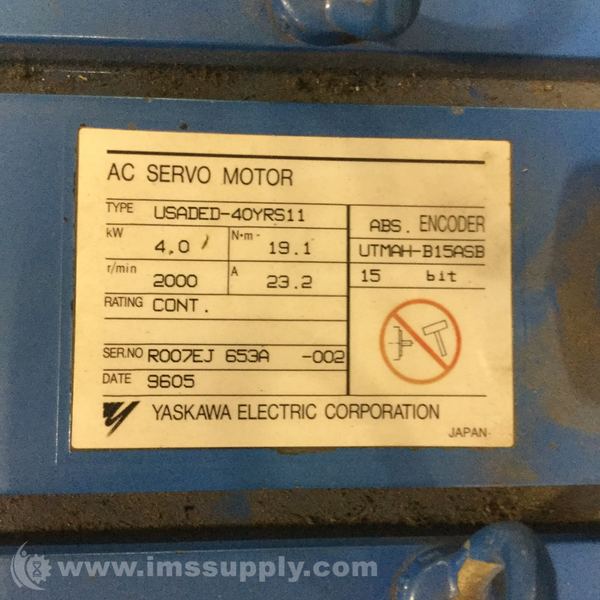 AC SERVO MOTOR
TYPE USADED-40YRS11
kW 4.0 N·m 19.1
r/min 2000 A 23.2
RATING CONT.
SER.NO R007EJ 653A -002
DATE 9605
ABS. ENCODER
UTMAH-B15ASB
15 bit
YASKAWA ELECTRIC CORPORATION
JAPAN
www.imssupply.com